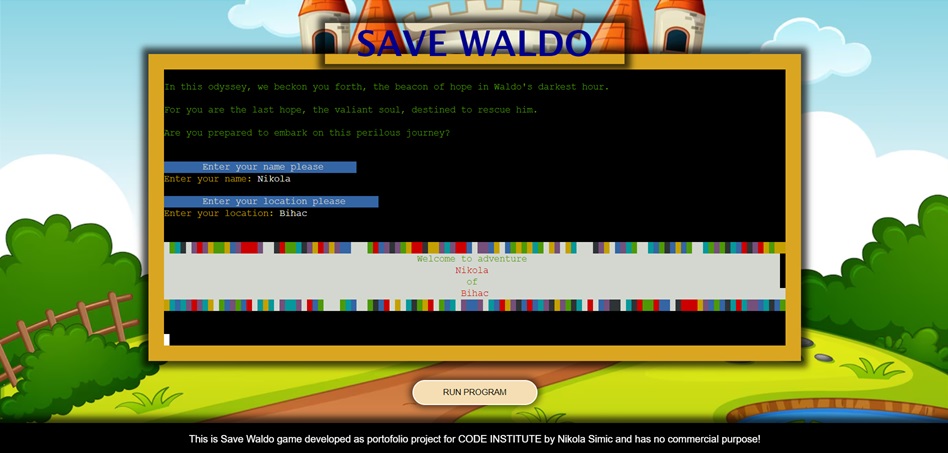 SAVE WALDO
In this odyssey, we beckon you forth, the beacon of hope in Waldo's darkest hour.
For you are the last hope, the valiant soul, destined to rescue him.
Are you prepared to embark on this perilous journey?
Enter your name please
Enter your name: Nikola
Enter your location please
Enter your location: Bihac
Welcome to adventure
Nikola
of
Bihac
RUN PROGRAM
This is Save Waldo game developed as portofolio project for CODE INSTITUTE by Nikola Simic and has no commercial purpose!